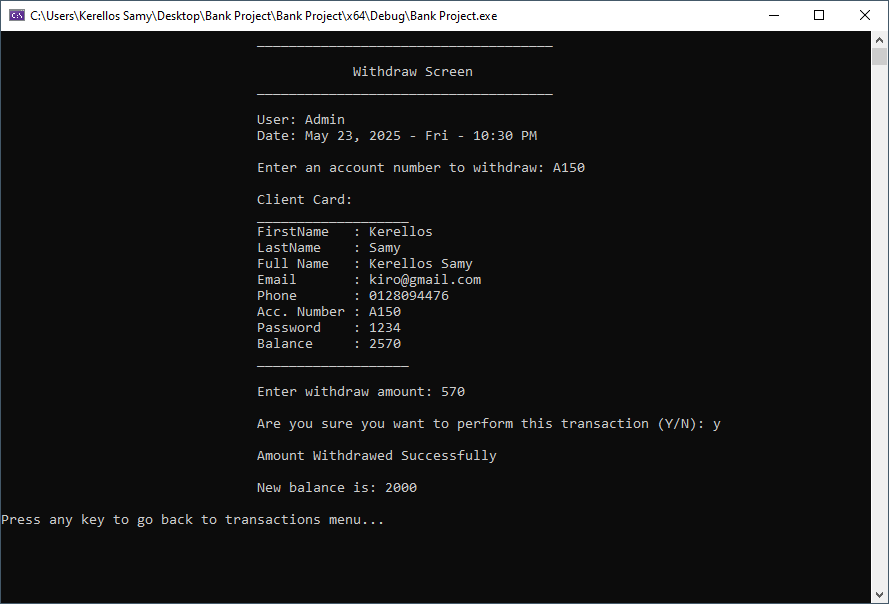 C:\Users\Kerellos Samy\Desktop\Bank Project\Bank Project\x64\Debug\Bank Project.exe
Withdraw Screen
User: Admin
Date: May 23, 2025 - Fri - 10:30 PM
Enter an account number to withdraw: A150
Client Card:
FirstName : Kerellos
LastName : Samy
Full Name : Kerellos Samy
Email : kiro@gmail.com
Phone : 0128094476
Acc. Number : A150
Password : 1234
Balance : 2570
Enter withdraw amount: 570
Are you sure you want to perform this transaction (Y/N): y
Amount Withdrawed Successfully
New balance is: 2000
Press any key to go back to transactions menu...